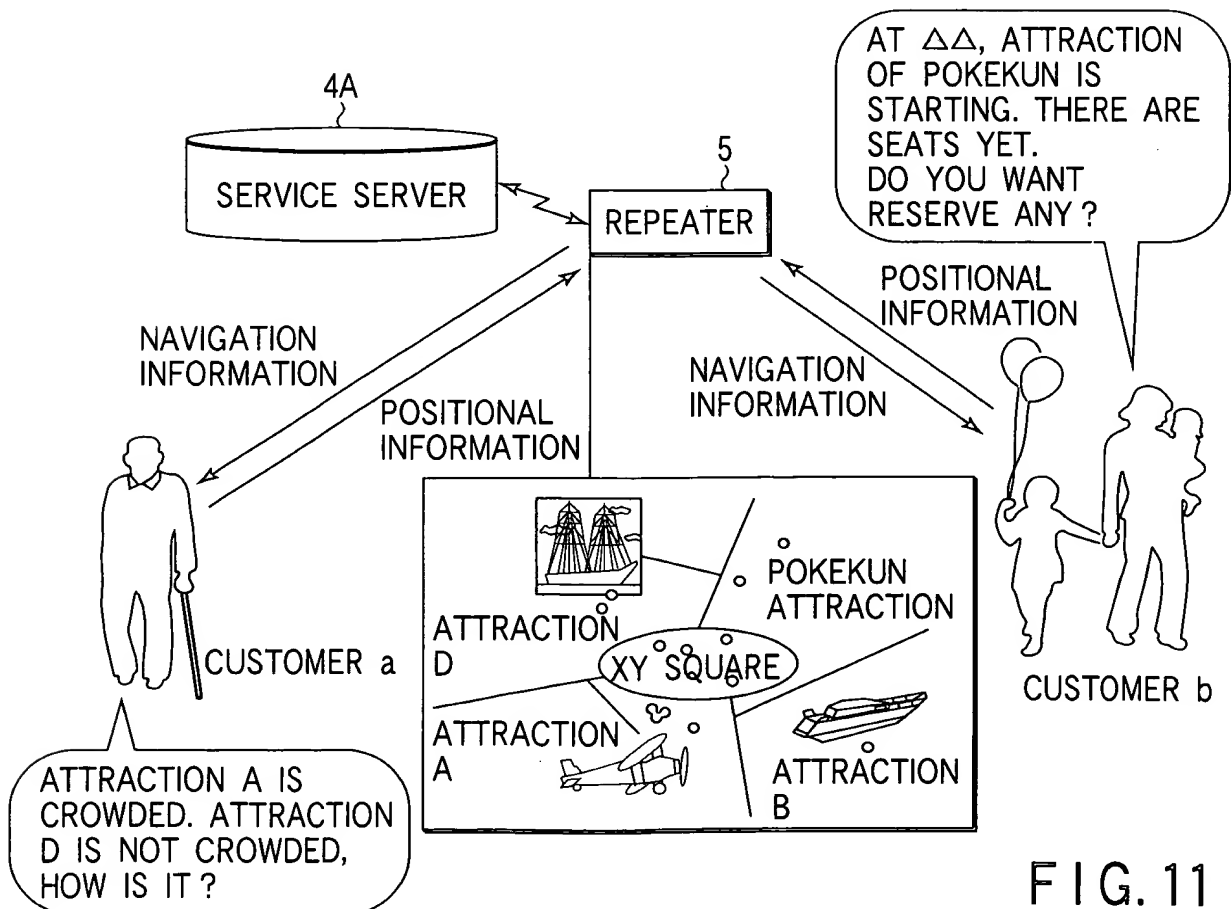 4A
SERVICE SERVER
5
REPEATER
AT △△, ATTRACTION
OF POKEKUN IS
STARTING. THERE ARE
SEATS YET.
DO YOU WANT
RESERVE ANY?
NAVIGATION
INFORMATION
POSITIONAL
INFORMATION
NAVIGATION
INFORMATION
POSITIONAL
INFORMATION
CUSTOMER a
ATTRACTION A IS
CROWDED. ATTRACTION
D IS NOT CROWDED,
HOW IS IT?
POKEKUN
ATTRACTION
ATTRACTION
D
XY SQUARE
ATTRACTION
A
ATTRACTION
B
CUSTOMER b
FIG. 11